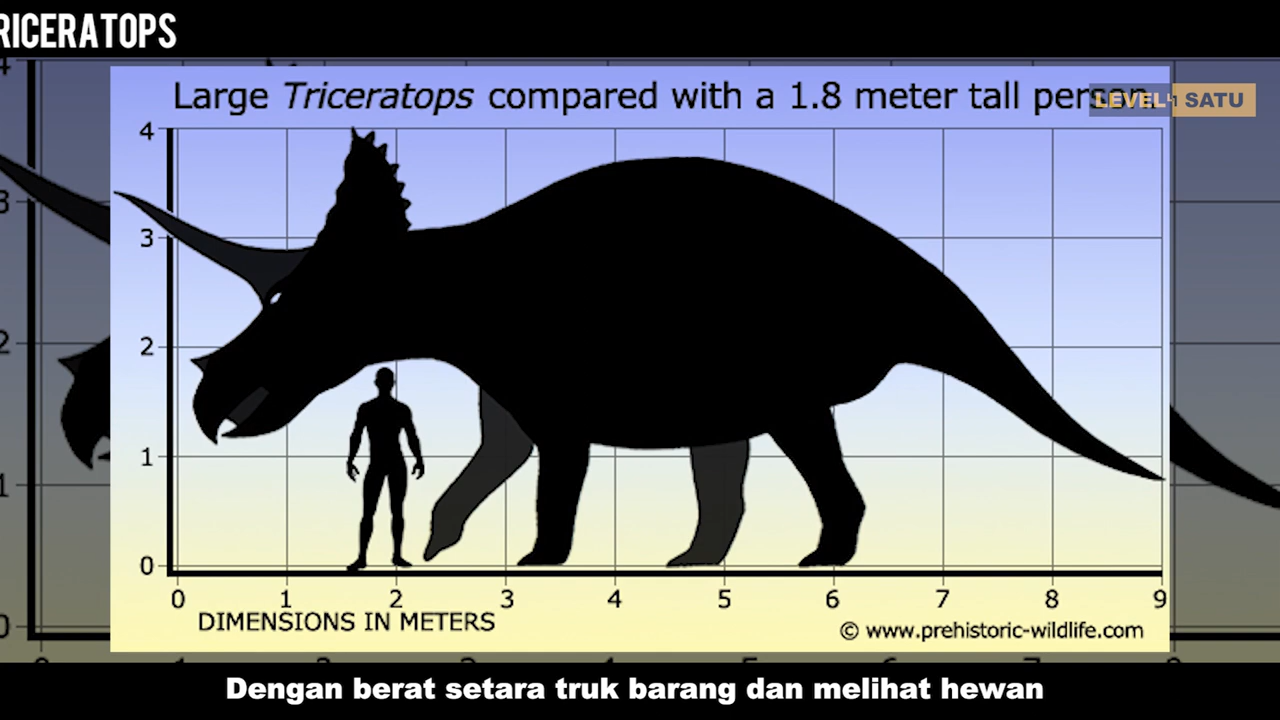 RICERATOPS
Large Triceratops compared with a 1.8 meter tall person.
LEVEL 1 SATU
4
3
2
1
0
0 1 2 3 4 5 6 7 8 9
DIMENSIONS IN METERS
© www.prehistoric-wildlife.com
Dengan berat setara truk barang dan melihat hewan